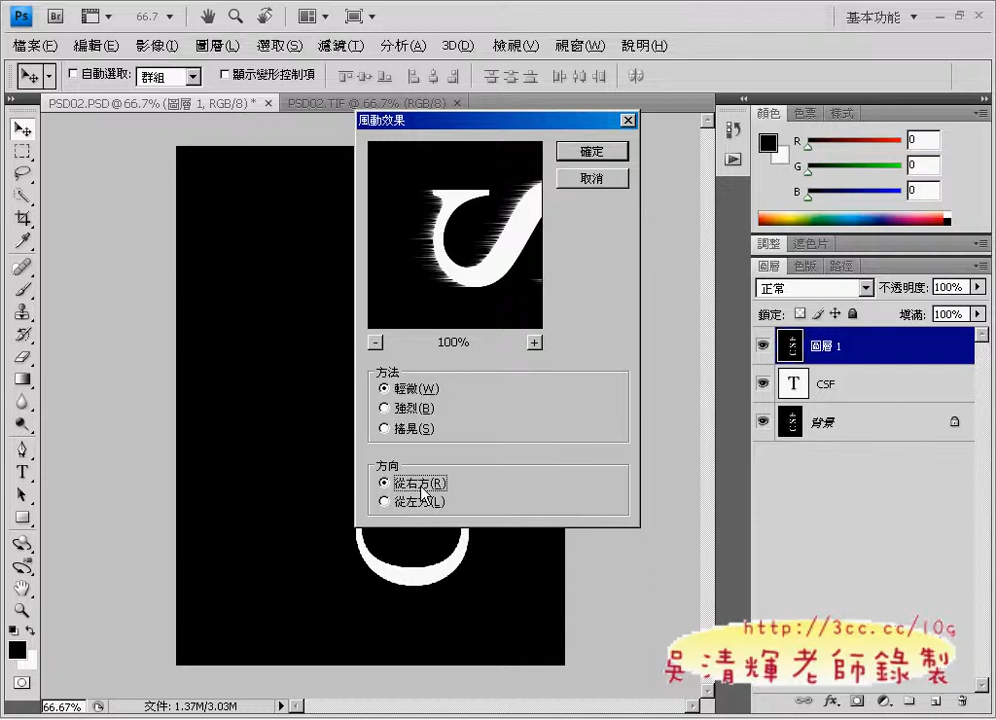 Ps Br 66.7 基本功能
檔案(F) 編輯(E) 影像(I) 圖層(L) 選取(S) 濾鏡(T) 分析(A) 3D(D) 檢視(V) 視窗(W) 說明(H)
自動選取: 群組 顯示變形控制項
PSD02.PSD @ 66.7% (圖層 1, RGB/8) * × PSD02.TIF @ 66.7% (RGB/8) ×
風動效果
確定
取消
100%
方法
輕微(W)
強烈(B)
搖晃(S)
方向
從右方(R)
從左方(L)
顏色 色票 樣式
R 0
G 0
B 0
調整 遮色片
圖層 色版 路徑
正常 不透明度: 100%
鎖定: 填滿: 100%
圖層 1
T CSF
背景
http://3cc.cc/10g
吳清輝老師錄製
66.67% 文件: 1.37M/3.03M